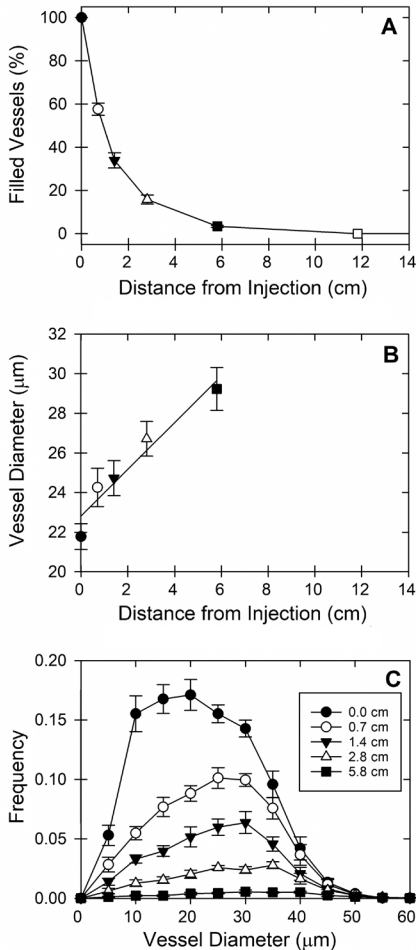 A
100
80
60
40
20
0
Filled Vessels (%)
0 2 4 6 8 10 12 14
Distance from Injection (cm)
B
32
30
28
26
24
22
20
Vessel Diameter (μm)
0 2 4 6 8 10 12 14
Distance from Injection (cm)
C
0.20
0.15
0.10
0.05
0.00
Frequency
0.0 cm
0.7 cm
1.4 cm
2.8 cm
5.8 cm
0 10 20 30 40 50 60
Vessel Diameter (μm)